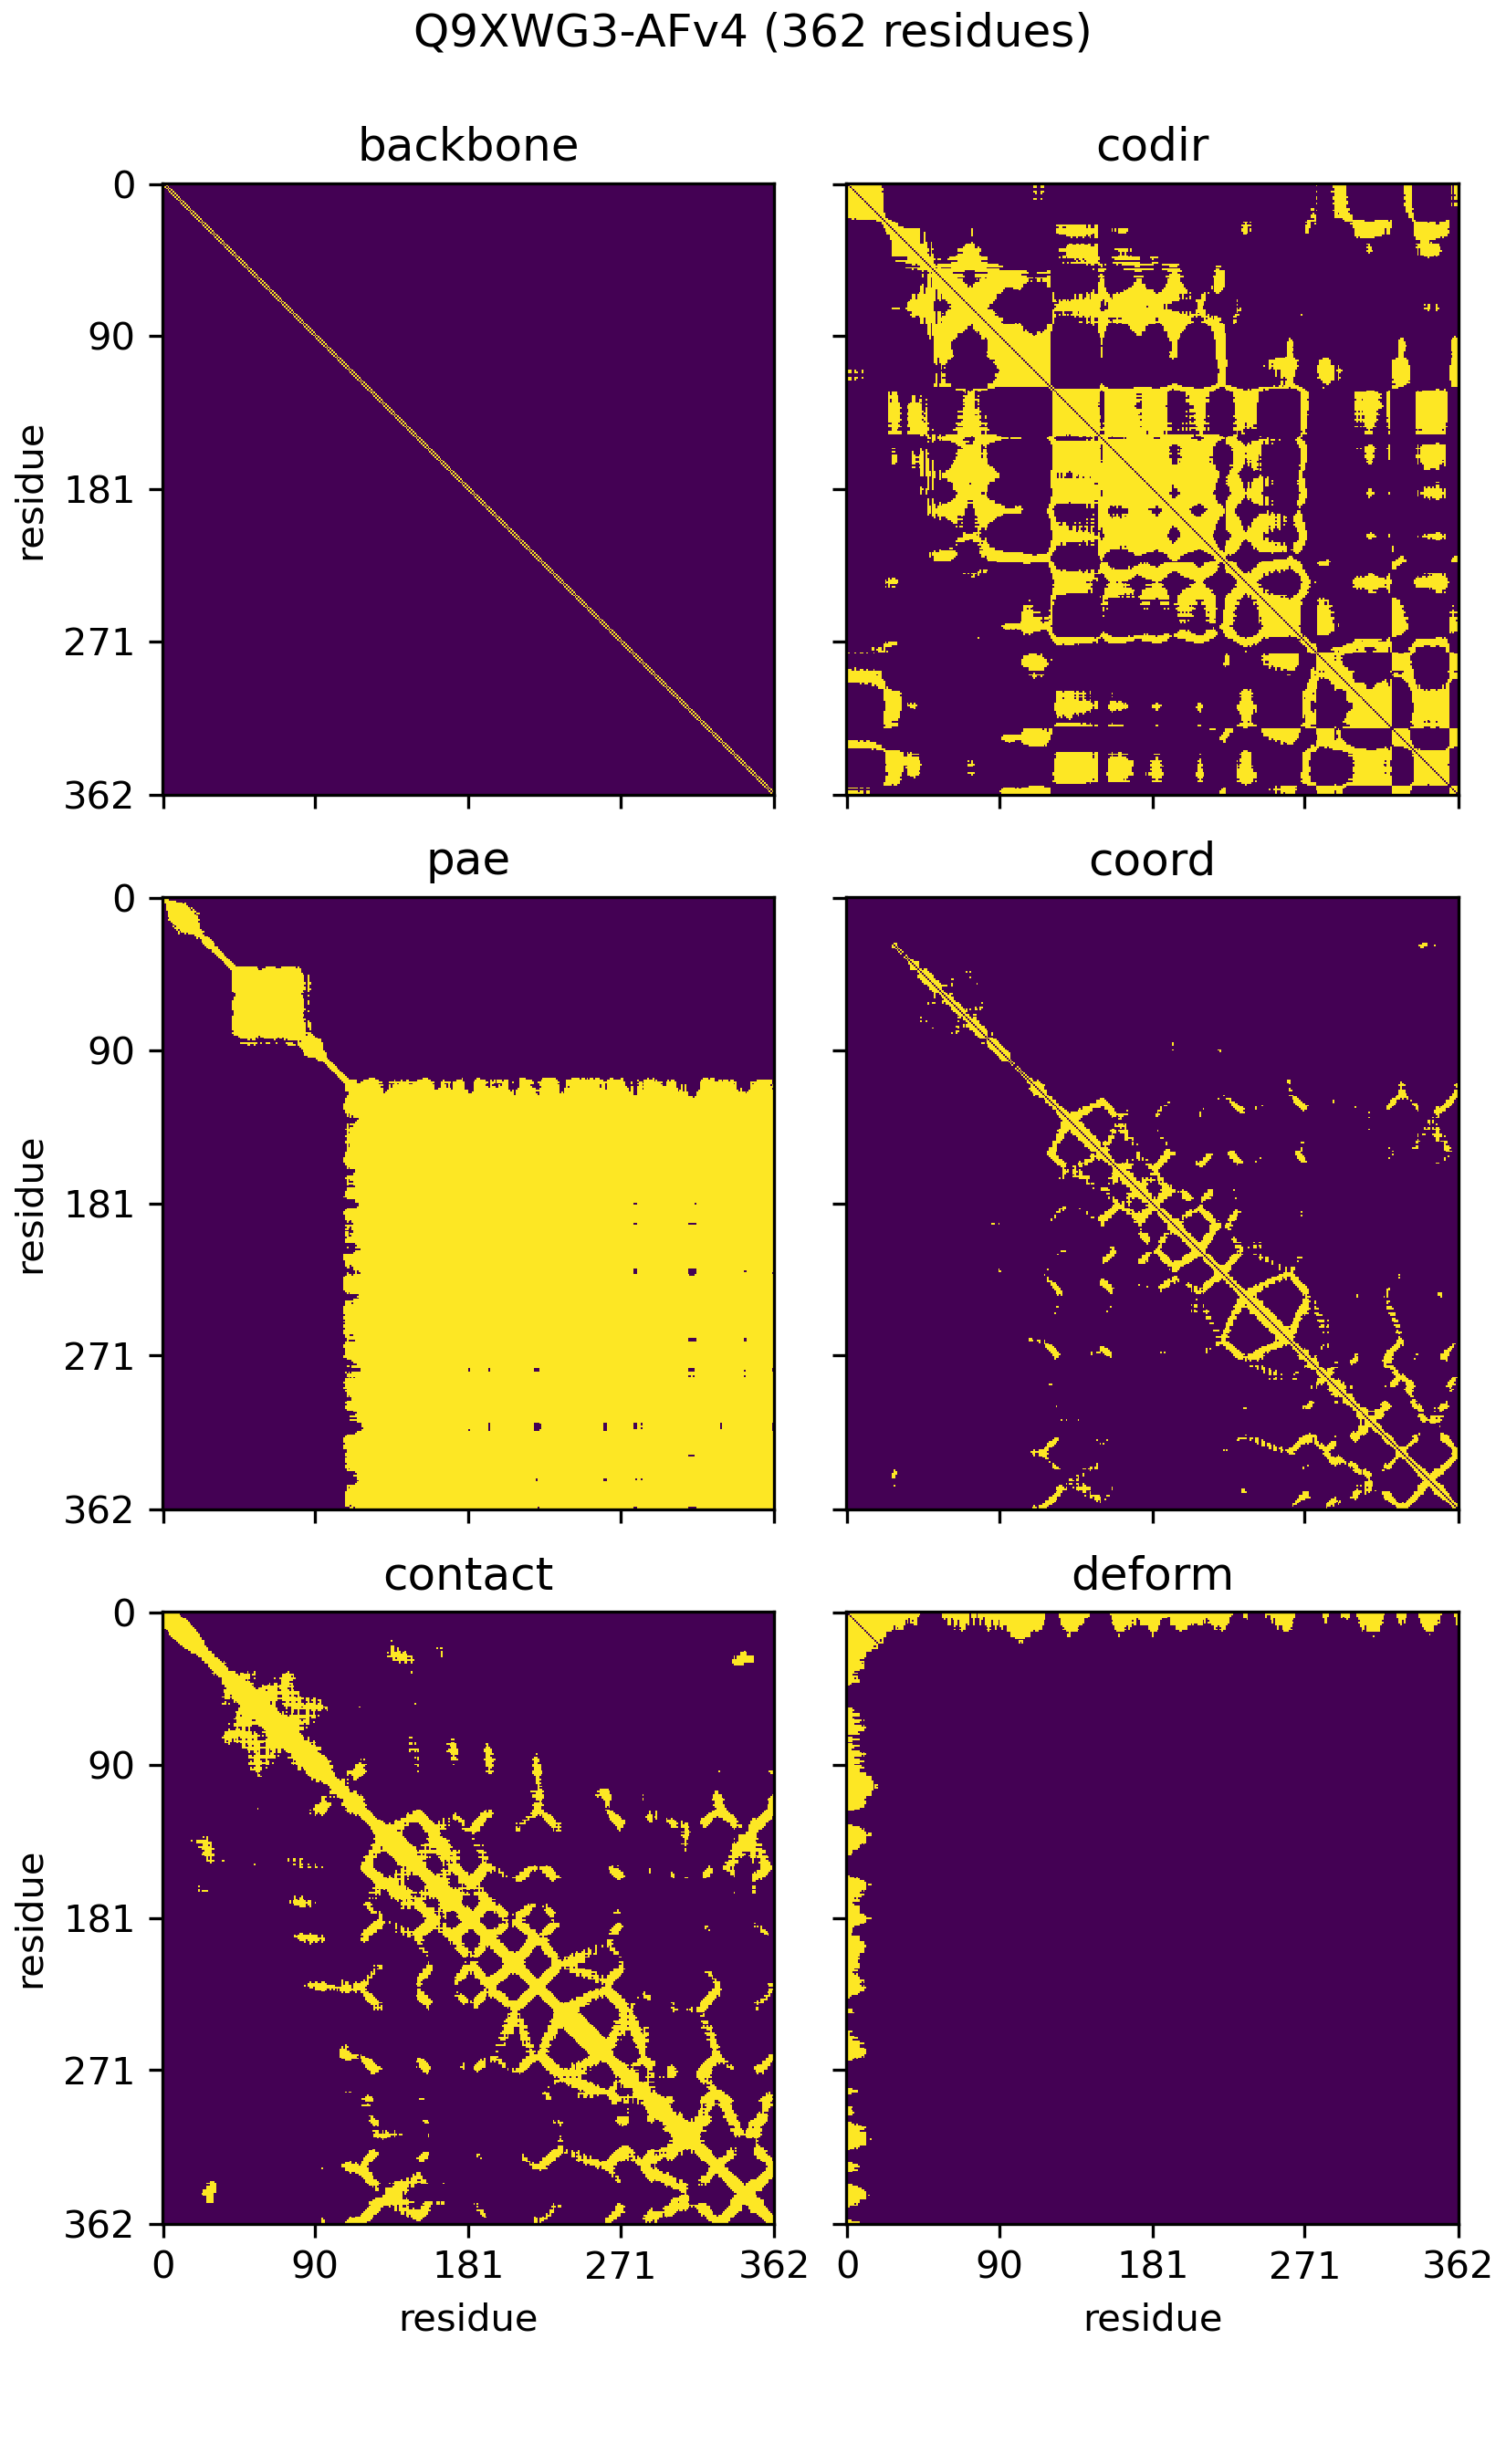 Q9XWG3-AFv4 (362 residues)
backbone
codir
0
90
181
271
362
residue
pae
coord
0
90
181
271
362
residue
contact
deform
0
90
181
271
362
residue
0 90 181 271 362
0 90 181 271 362
residue
residue